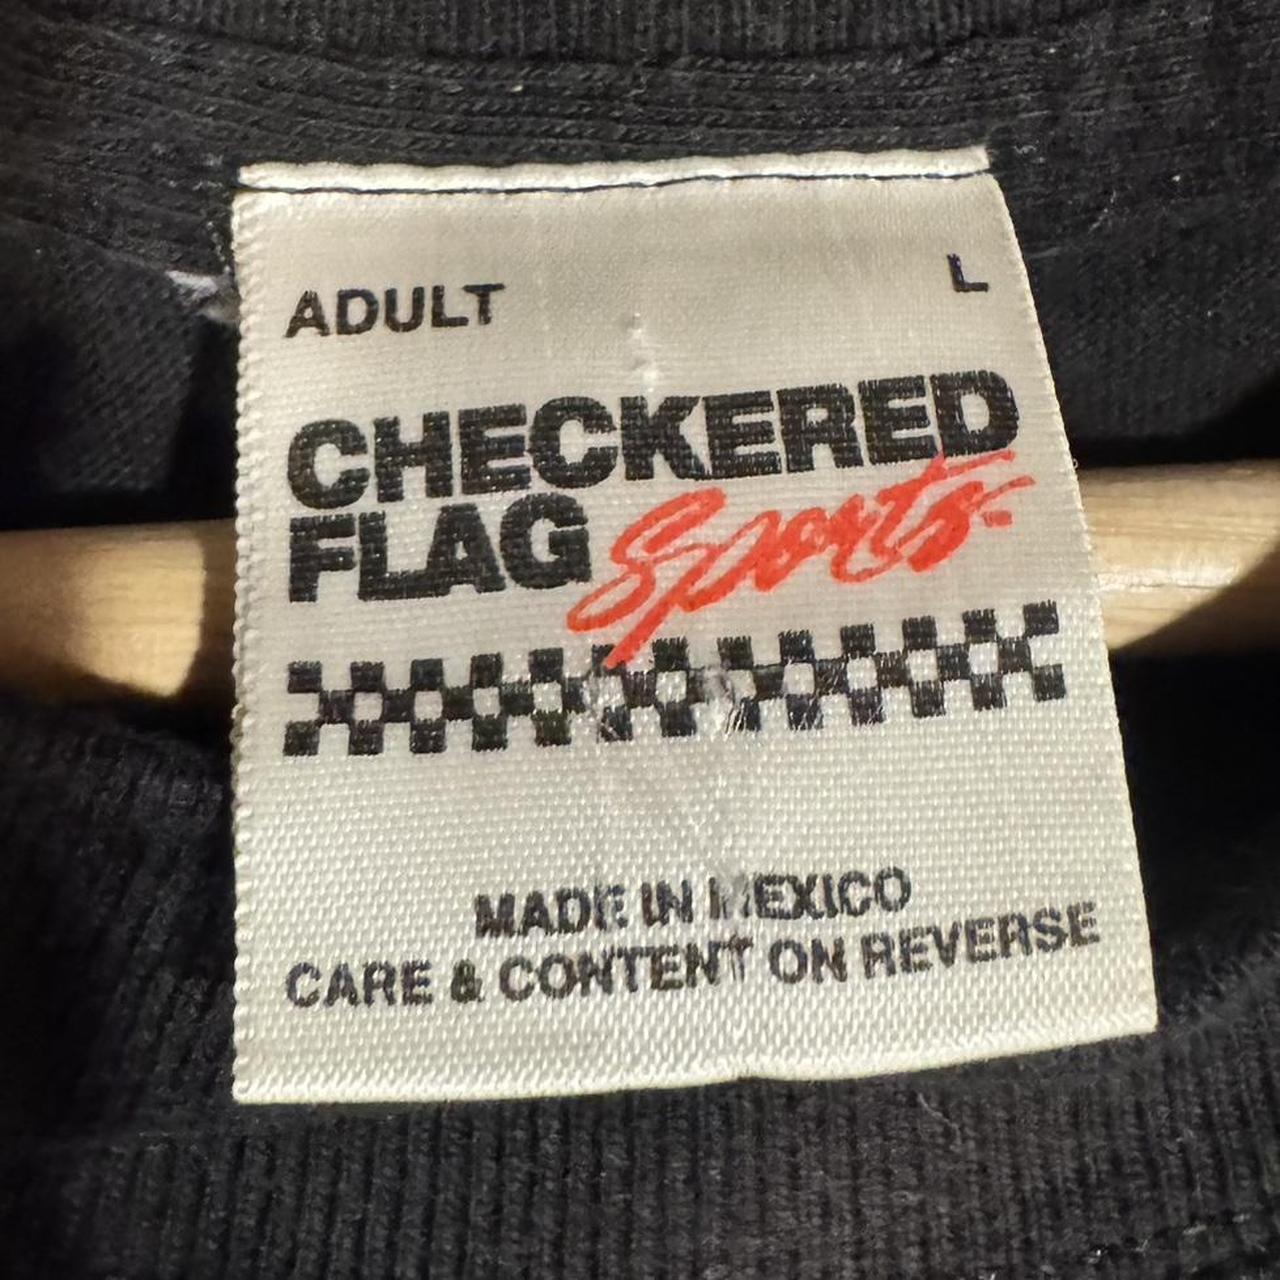 ADULT L
CHECKERED
FLAG Sports
MADE IN MEXICO
CARE & CONTENT ON REVERSE